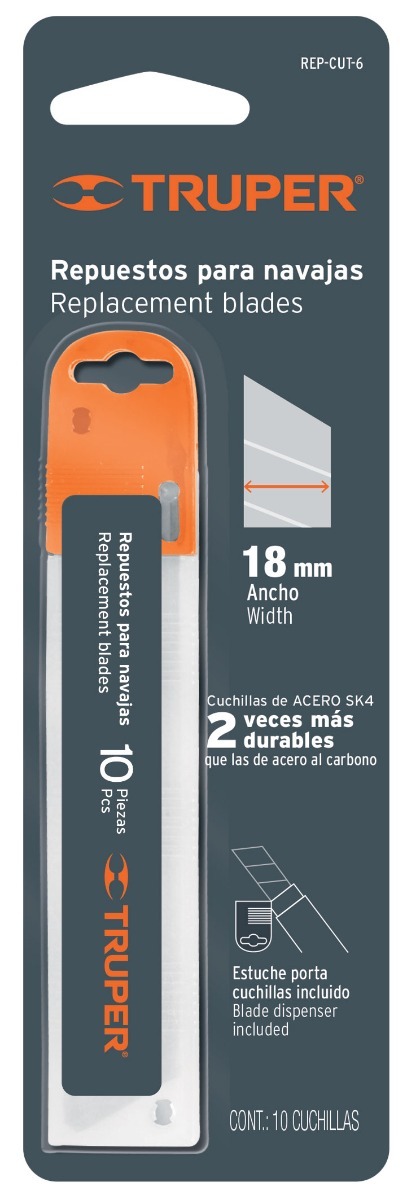 REP-CUT-6
TRUPER®
Repuestos para navajas
Replacement blades
18 mm
Ancho
Width
Repuestos para navajas
Replacement blades
10 Piezas
Pcs
TRUPER®
Cuchillas de ACERO SK4
2 veces más
durables
que las de acero al carbono
Estuche porta
cuchillas incluido
Blade dispenser
included
CONT.: 10 CUCHILLAS